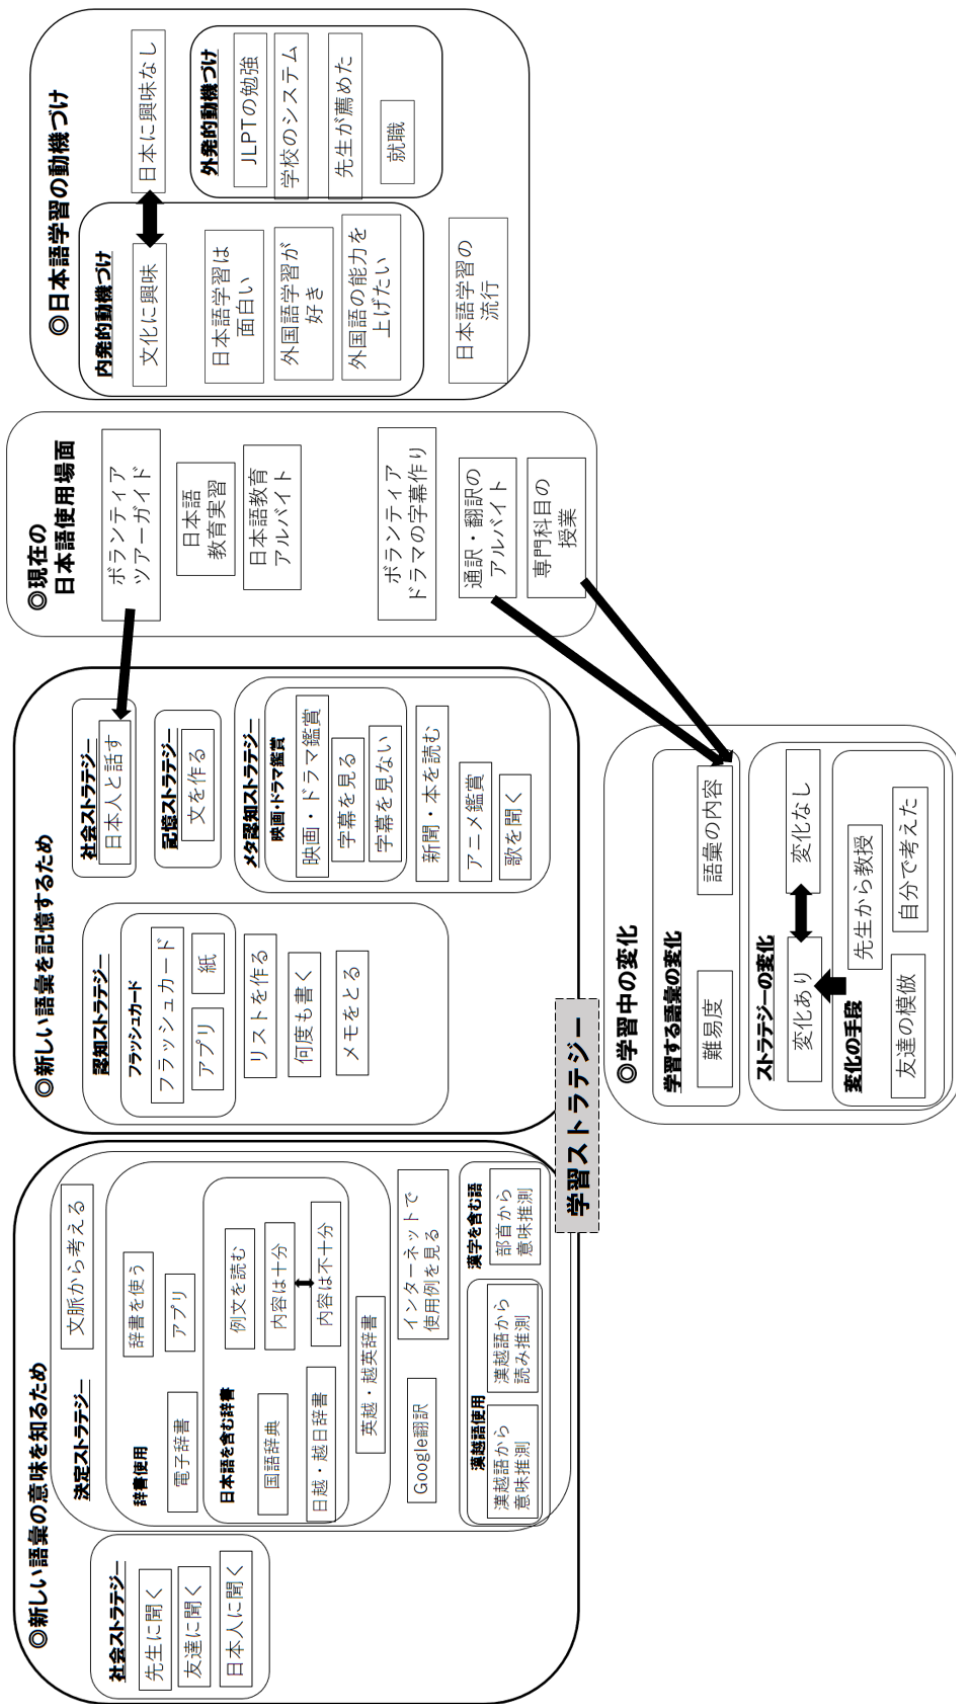 ◎新しい語彙の意味を知るため
社会ストラテジー
先生に聞く
友達に聞く
日本人に聞く
決定ストラテジー
文脈から考える
辞書使用
辞書を使う
電子辞書
アプリ
日本語を含む辞書
国語辞典
日越・越日辞書
例文を読む
内容は十分
内容は不十分
英越・越英辞書
Google翻訳
インターネットで
使用例を見る
漢越語使用
漢越語から
意味推測
漢越語から
読み推測
漢字を含む語
部首から
意味推測
◎新しい語彙を記憶するため
認知ストラテジー
フラッシュカード
フラッシュカード
アプリ
紙
リストを作る
何度も書く
メモをとる
社会ストラテジー
日本人と話す
記憶ストラテジー
文を作る
メタ認知ストラテジー
映画・ドラマ鑑賞
映画・ドラマ鑑賞
字幕を見る
字幕を見ない
新聞・本を読む
アニメ鑑賞
歌を聞く
学習ストラテジー
◎現在の
日本語使用場面
ボランティア
ツアーガイド
日本語
教育実習
日本語教育
アルバイト
ボランティア
ドラマの字幕作り
通訳・翻訳の
アルバイト
専門科目の
授業
◎日本語学習の動機づけ
内発的動機づけ
文化に興味
日本語学習は
面白い
外国語学習が
好き
外国語の能力を
上げたい
日本語学習の
流行
日本に興味なし
外発的動機づけ
JLPTの勉強
学校のシステム
先生が薦めた
就職
◎学習中の変化
学習する語彙の変化
難易度
語彙の内容
ストラテジーの変化
変化あり
変化なし
変化の手段
先生から教授
友達の模倣
自分で考えた